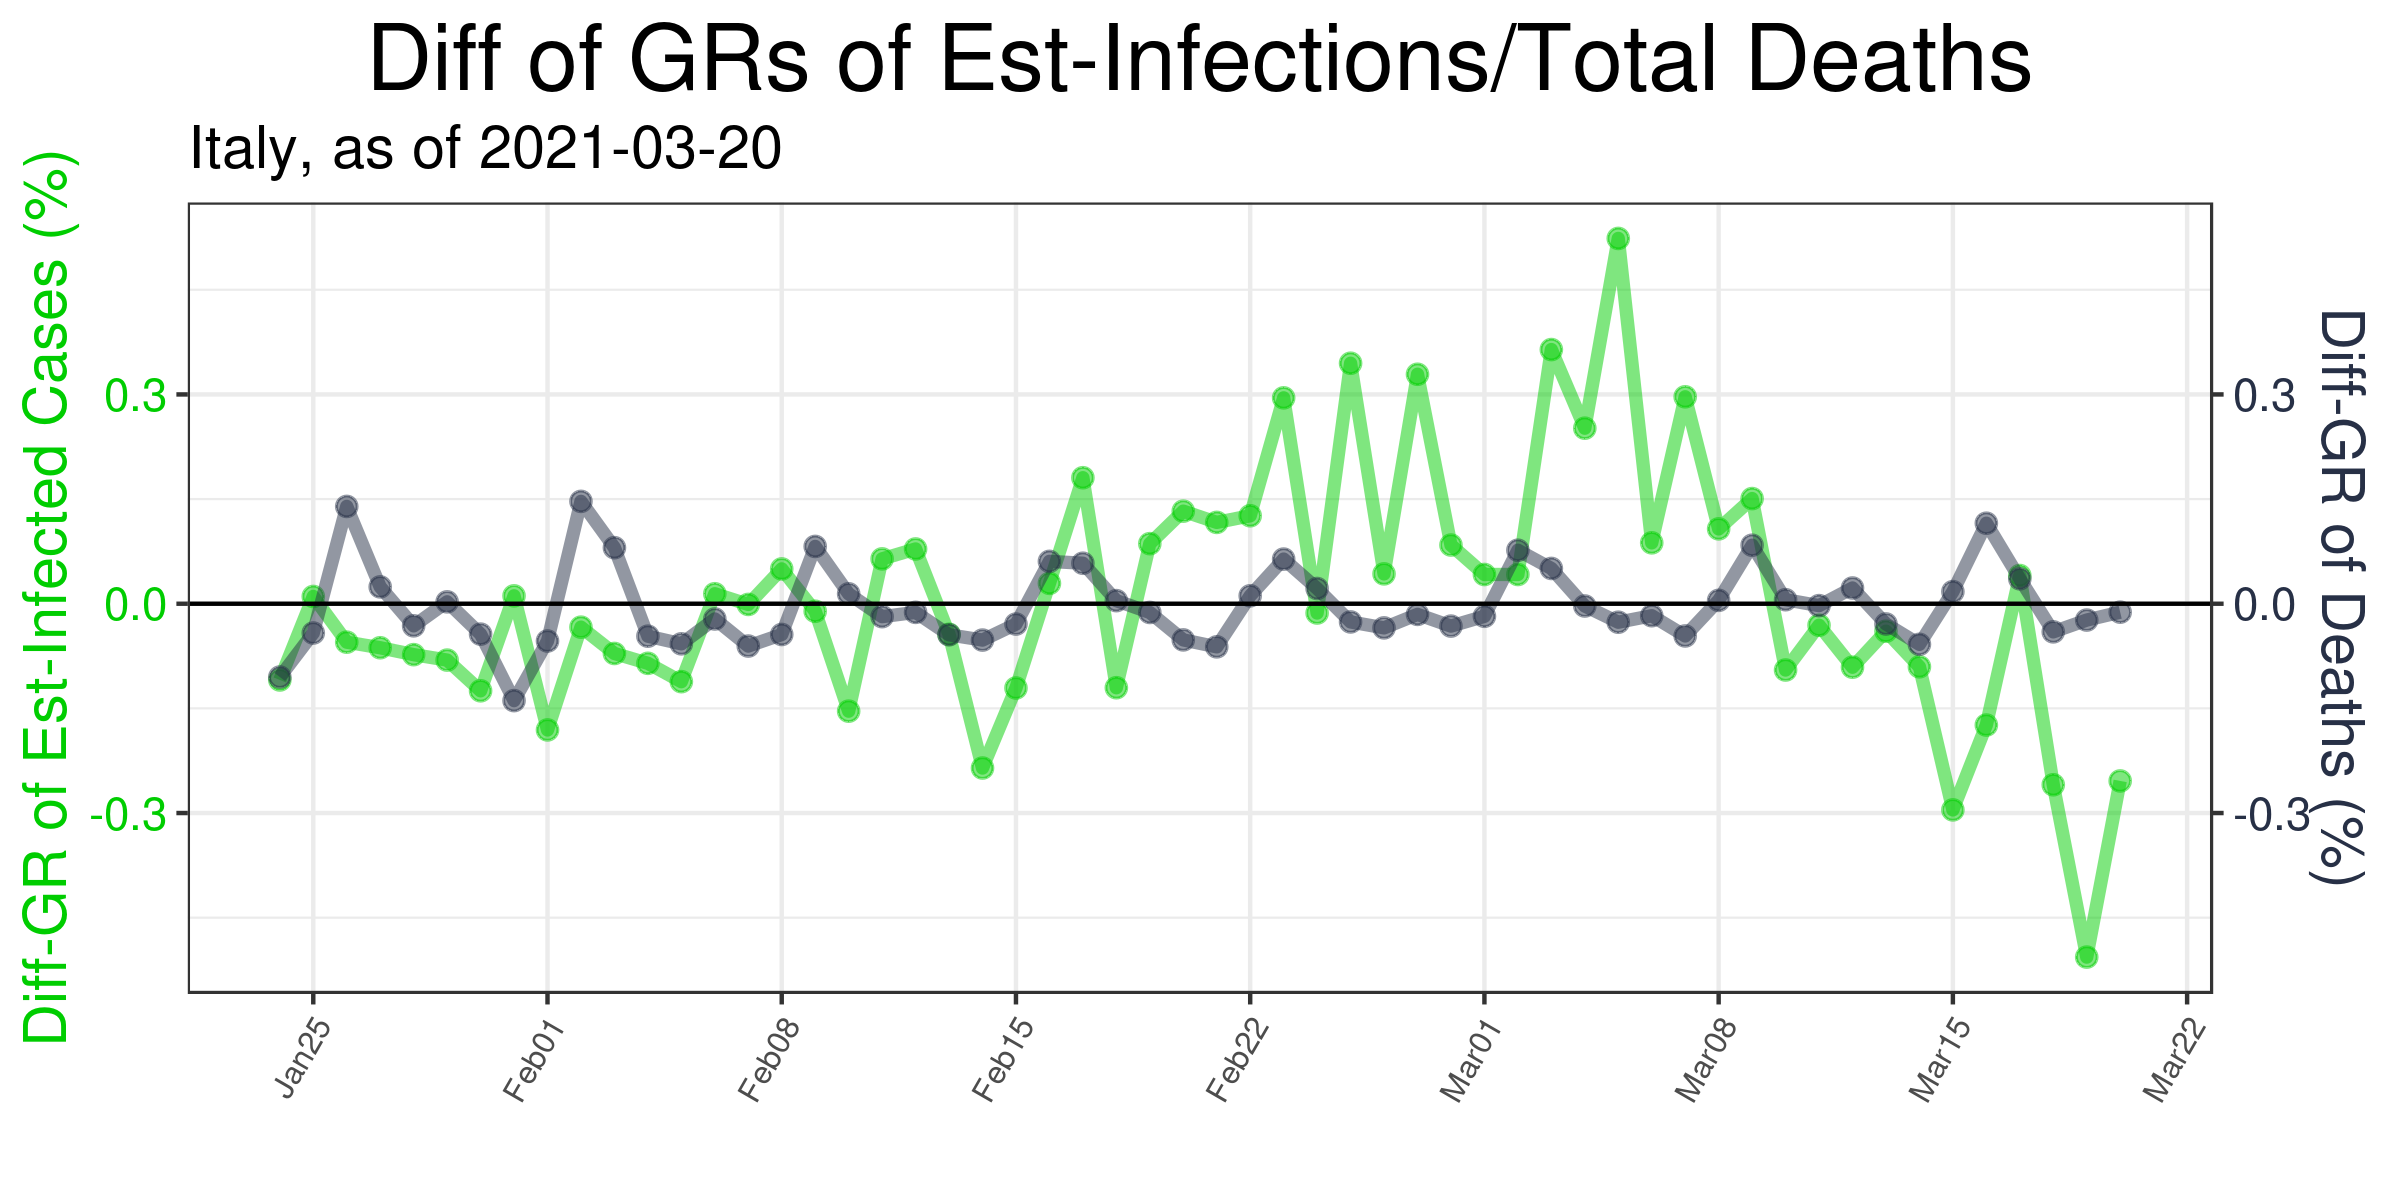 Diff of GRs of Est-Infections/Total Deaths
Italy, as of 2021-03-20
Diff-GR of Est-Infected Cases (%)
0.3
0.0
-0.3
0.3
0.0
-0.3
Diff-GR of Deaths (%)
Jan25
Feb01
Feb08
Feb15
Feb22
Mar01
Mar08
Mar15
Mar22